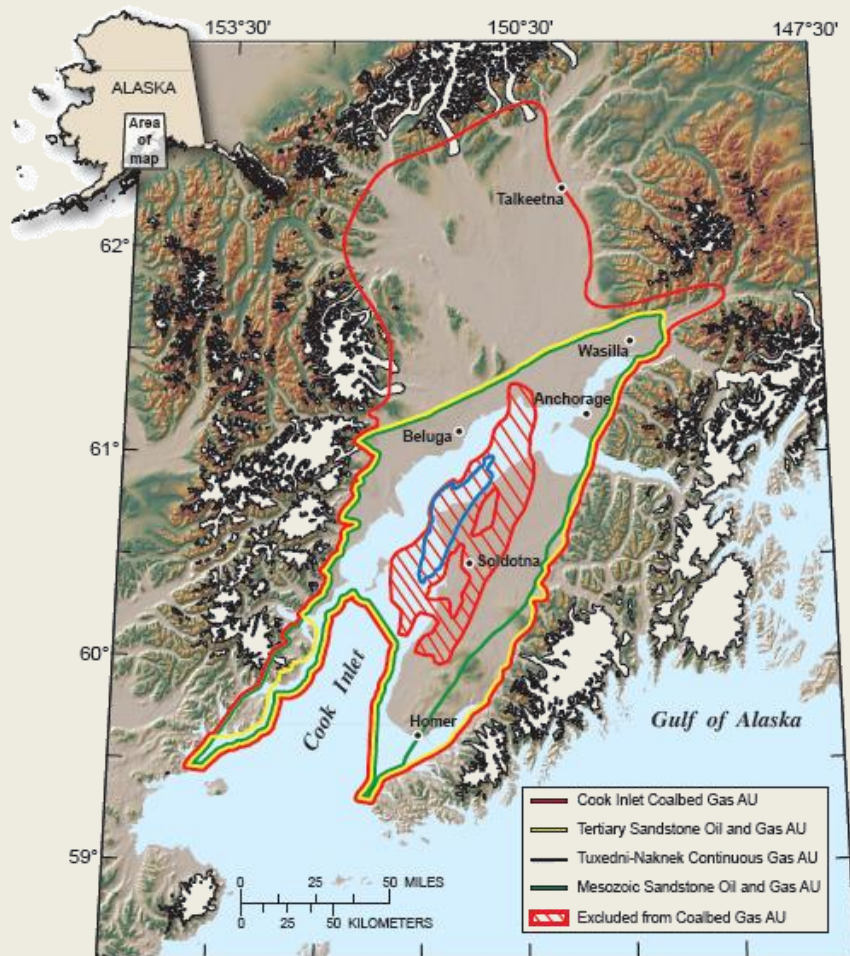 153°30'
150°30'
147°30'
ALASKA
Area
of
map
Talkeetna
62°
Wasilla
Anchorage
Beluga
61°
Soldotna
60°
Cook Inlet
Homer
Gulf of Alaska
Cook Inlet Coalbed Gas AU
Tertiary Sandstone Oil and Gas AU
Tuxedni-Naknek Continuous Gas AU
Mesozoic Sandstone Oil and Gas AU
Excluded from Coalbed Gas AU
59°
0 25 50 MILES
0 25 50 KILOMETERS